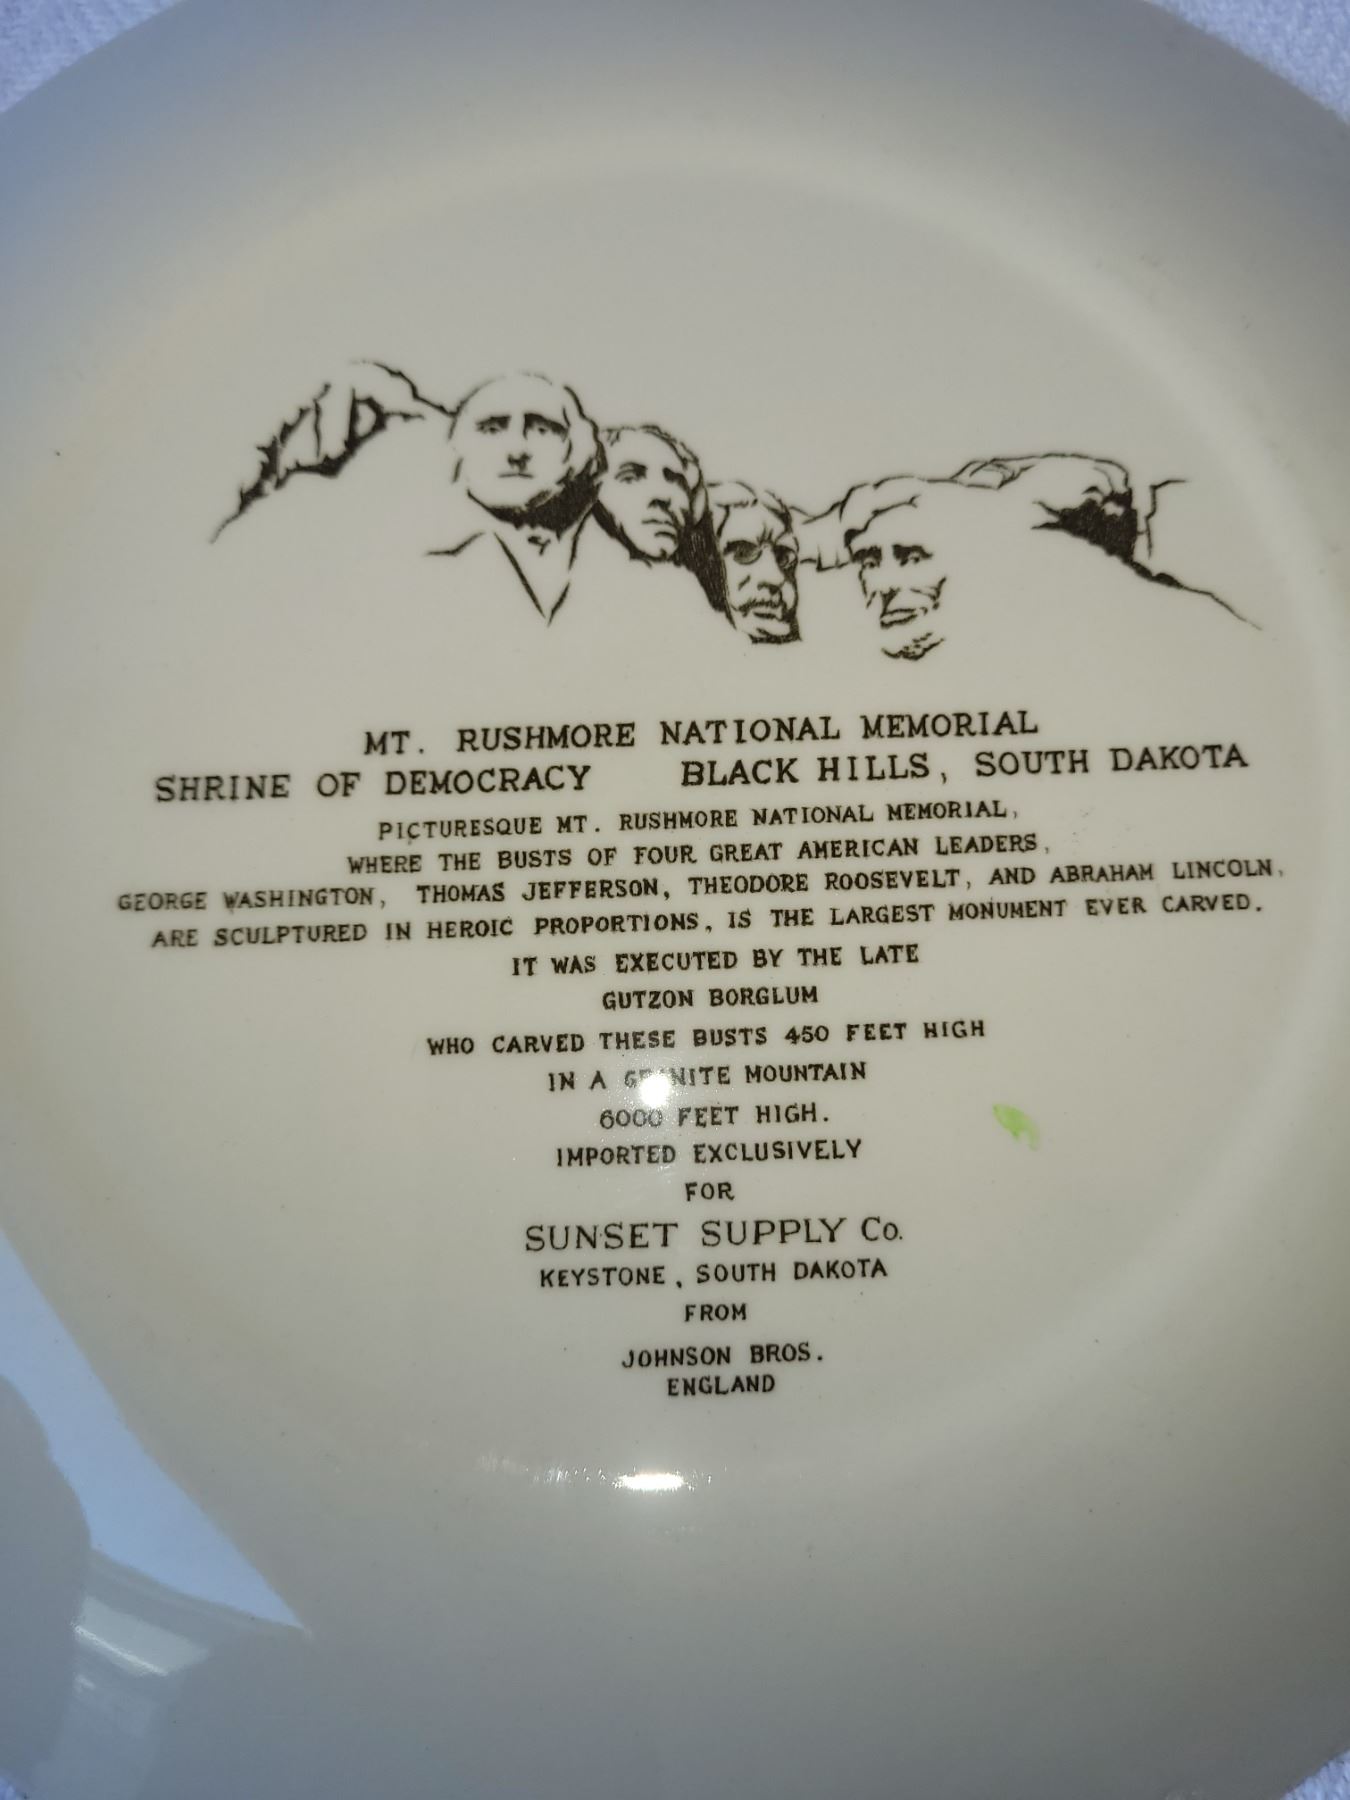 MT. RUSHMORE NATIONAL MEMORIAL
SHRINE OF DEMOCRACY BLACK HILLS, SOUTH DAKOTA
PICTURESQUE MT. RUSHMORE NATIONAL MEMORIAL,
WHERE THE BUSTS OF FOUR GREAT AMERICAN LEADERS,
GEORGE WASHINGTON, THOMAS JEFFERSON, THEODORE ROOSEVELT, AND ABRAHAM LINCOLN,
ARE SCULPTURED IN HEROIC PROPORTIONS, IS THE LARGEST MONUMENT EVER CARVED.
IT WAS EXECUTED BY THE LATE
GUTZON BORGLUM
WHO CARVED THESE BUSTS 450 FEET HIGH
IN A GRANITE MOUNTAIN
6000 FEET HIGH.
IMPORTED EXCLUSIVELY
FOR
SUNSET SUPPLY Co.
KEYSTONE, SOUTH DAKOTA
FROM
JOHNSON BROS.
ENGLAND